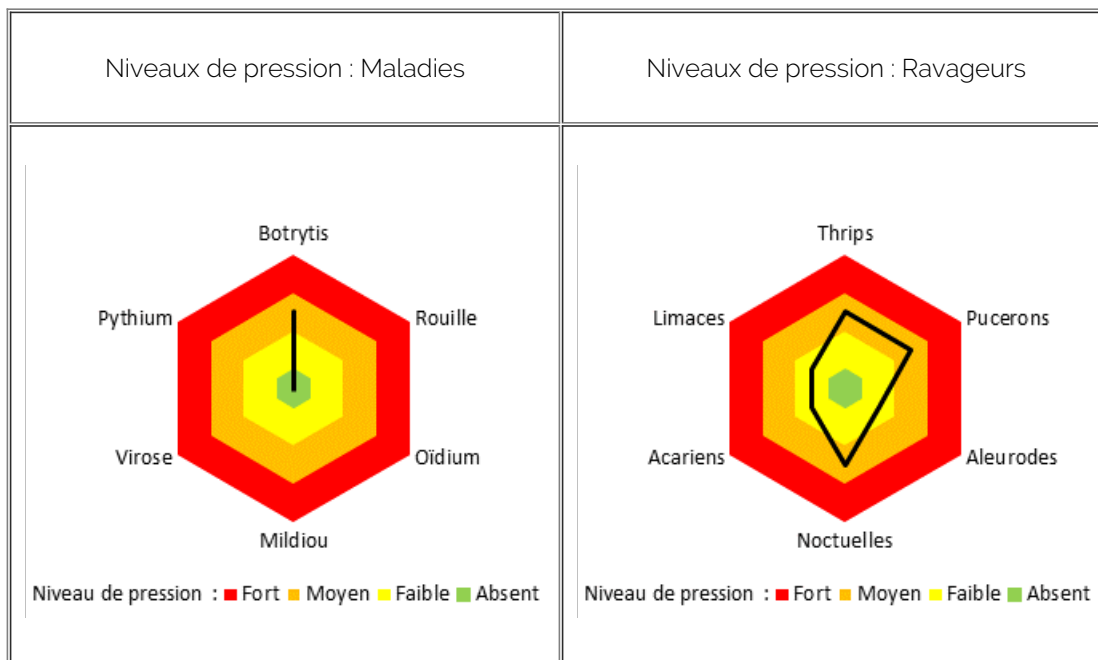 Niveaux de pression : Maladies
Niveaux de pression : Ravageurs
Botrytis
Pythium
Rouille
Virose
Oïdium
Mildiou
Niveau de pression : Fort Moyen Faible Absent
Thrips
Limaces
Pucerons
Acariens
Aleurodes
Noctuelles
Niveau de pression : Fort Moyen Faible Absent